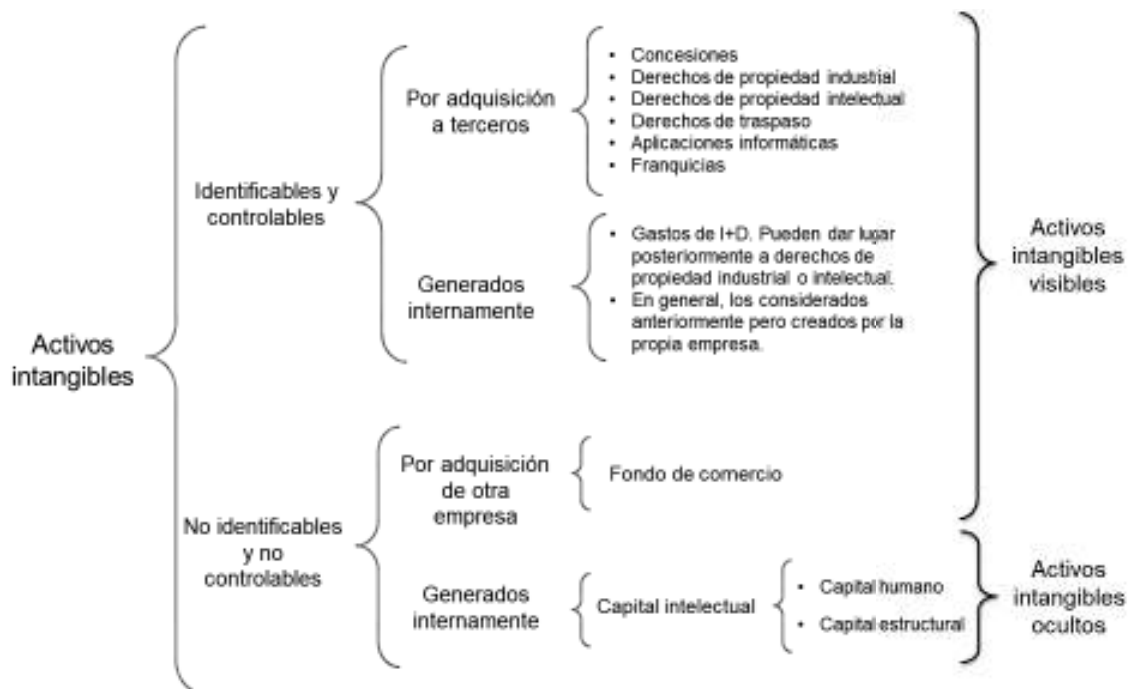 Activos
intangibles
Identificables y
controlables
Por adquisición
a terceros
• Concesiones
• Derechos de propiedad industrial
• Derechos de propiedad intelectual
• Derechos de traspaso
• Aplicaciones informáticas
• Franquicias
Generados
internamente
• Gastos de I+D. Pueden dar lugar
posteriormente a derechos de
propiedad industrial o intelectual.
• En general, los considerados
anteriormente pero creados por la
propia empresa.
No identificables
y no
controlables
Por adquisición
de otra
empresa
Fondo de comercio
Generados
internamente
Capital intelectual
• Capital humano
• Capital estructural
Activos
intangibles
visibles
Activos
intangibles
ocultos